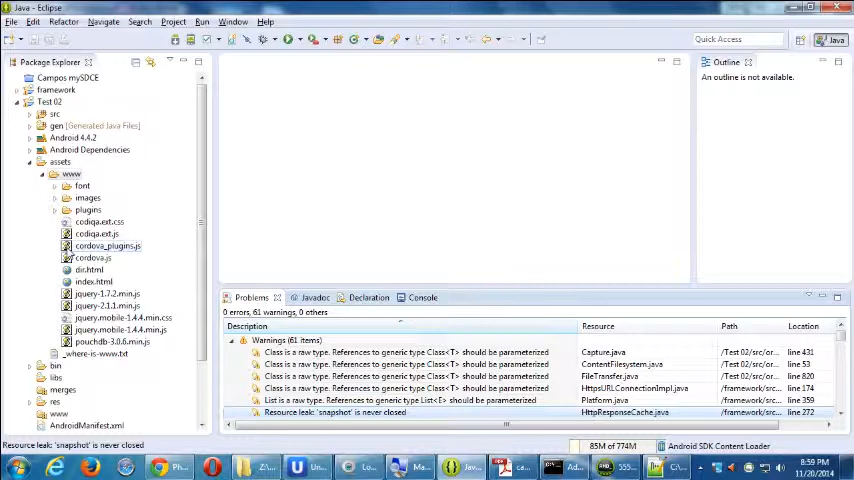 Java - Eclipse
File Edit Refactor Navigate Search Project Run Window Help
Quick Access
Java
Package Explorer
Campos mySDCE
framework
Test 02
src
gen [Generated Java Files]
Android 4.4.2
Android Dependencies
assets
www
font
images
plugins
codiqa.ext.css
codiqa.ext.js
cordova_plugins.js
cordova.js
dir.html
index.html
jquery-1.7.2.min.js
jquery-2.1.1.min.js
jquery.mobile-1.4.4.min.css
jquery.mobile-1.4.4.min.js
pouchdb-3.0.6.min.js
_where-is-www.txt
bin
libs
merges
res
www
AndroidManifest.xml
Outline
An outline is not available.
Problems Javadoc Declaration Console
0 errors, 61 warnings, 0 others
Description Resource Path Location
Warnings (61 items)
Class is a raw type. References to generic type Class<T> should be parameterized Capture.java /Test 02/src/or... line 431
Class is a raw type. References to generic type Class<T> should be parameterized ContentFilesystem.java /Test 02/src/or... line 53
Class is a raw type. References to generic type Class<T> should be parameterized FileTransfer.java /Test 02/src/or... line 830
Class is a raw type. References to generic type Class<T> should be parameterized HttpsURLConnectionImpl.java /framework/src... line 174
List is a raw type. References to generic type List<E> should be parameterized Platform.java /framework/src... line 359
Resource leak: 'snapshot' is never closed HttpResponseCache.java /framework/src... line 272
Resource leak: 'snapshot' is never closed
85M of 774M
Android SDK Content Loader
Ph... Z:\... Un... Lo... Ma... Java... ca... Ad... 555... C:\...
8:59 PM
11/20/2014